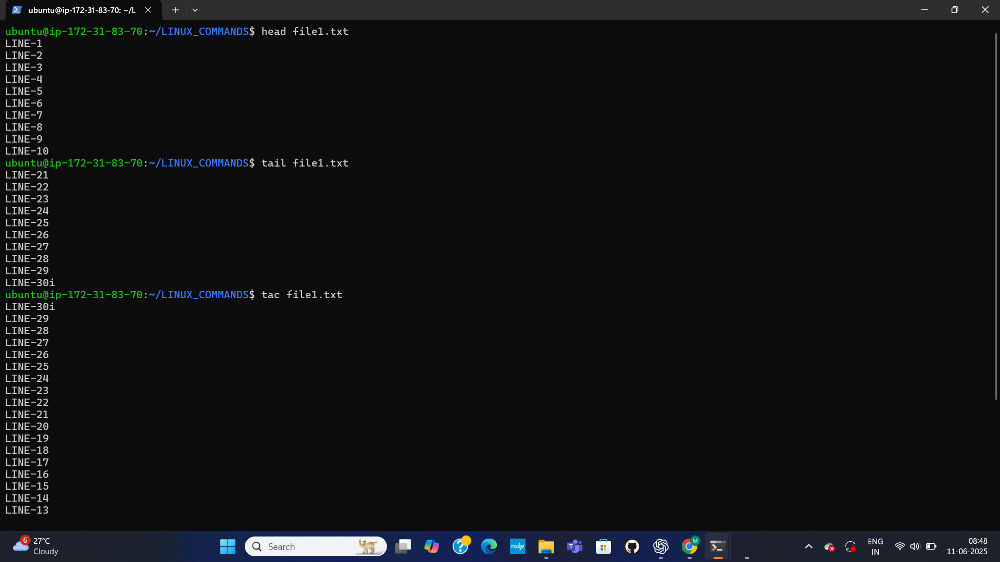 ubuntu@ip-172-31-83-70: ~/L
ubuntu@ip-172-31-83-70:~/LINUX_COMMANDS$ head file1.txt
LINE-1
LINE-2
LINE-3
LINE-4
LINE-5
LINE-6
LINE-7
LINE-8
LINE-9
LINE-10
ubuntu@ip-172-31-83-70:~/LINUX_COMMANDS$ tail file1.txt
LINE-21
LINE-22
LINE-23
LINE-24
LINE-25
LINE-26
LINE-27
LINE-28
LINE-29
LINE-30i
ubuntu@ip-172-31-83-70:~/LINUX_COMMANDS$ tac file1.txt
LINE-30i
LINE-29
LINE-28
LINE-27
LINE-26
LINE-25
LINE-24
LINE-23
LINE-22
LINE-21
LINE-20
LINE-19
LINE-18
LINE-17
LINE-16
LINE-15
LINE-14
LINE-13
6
27°C
Cloudy
Search
myhp
T
M
ENG
IN
08:48
11-06-2025